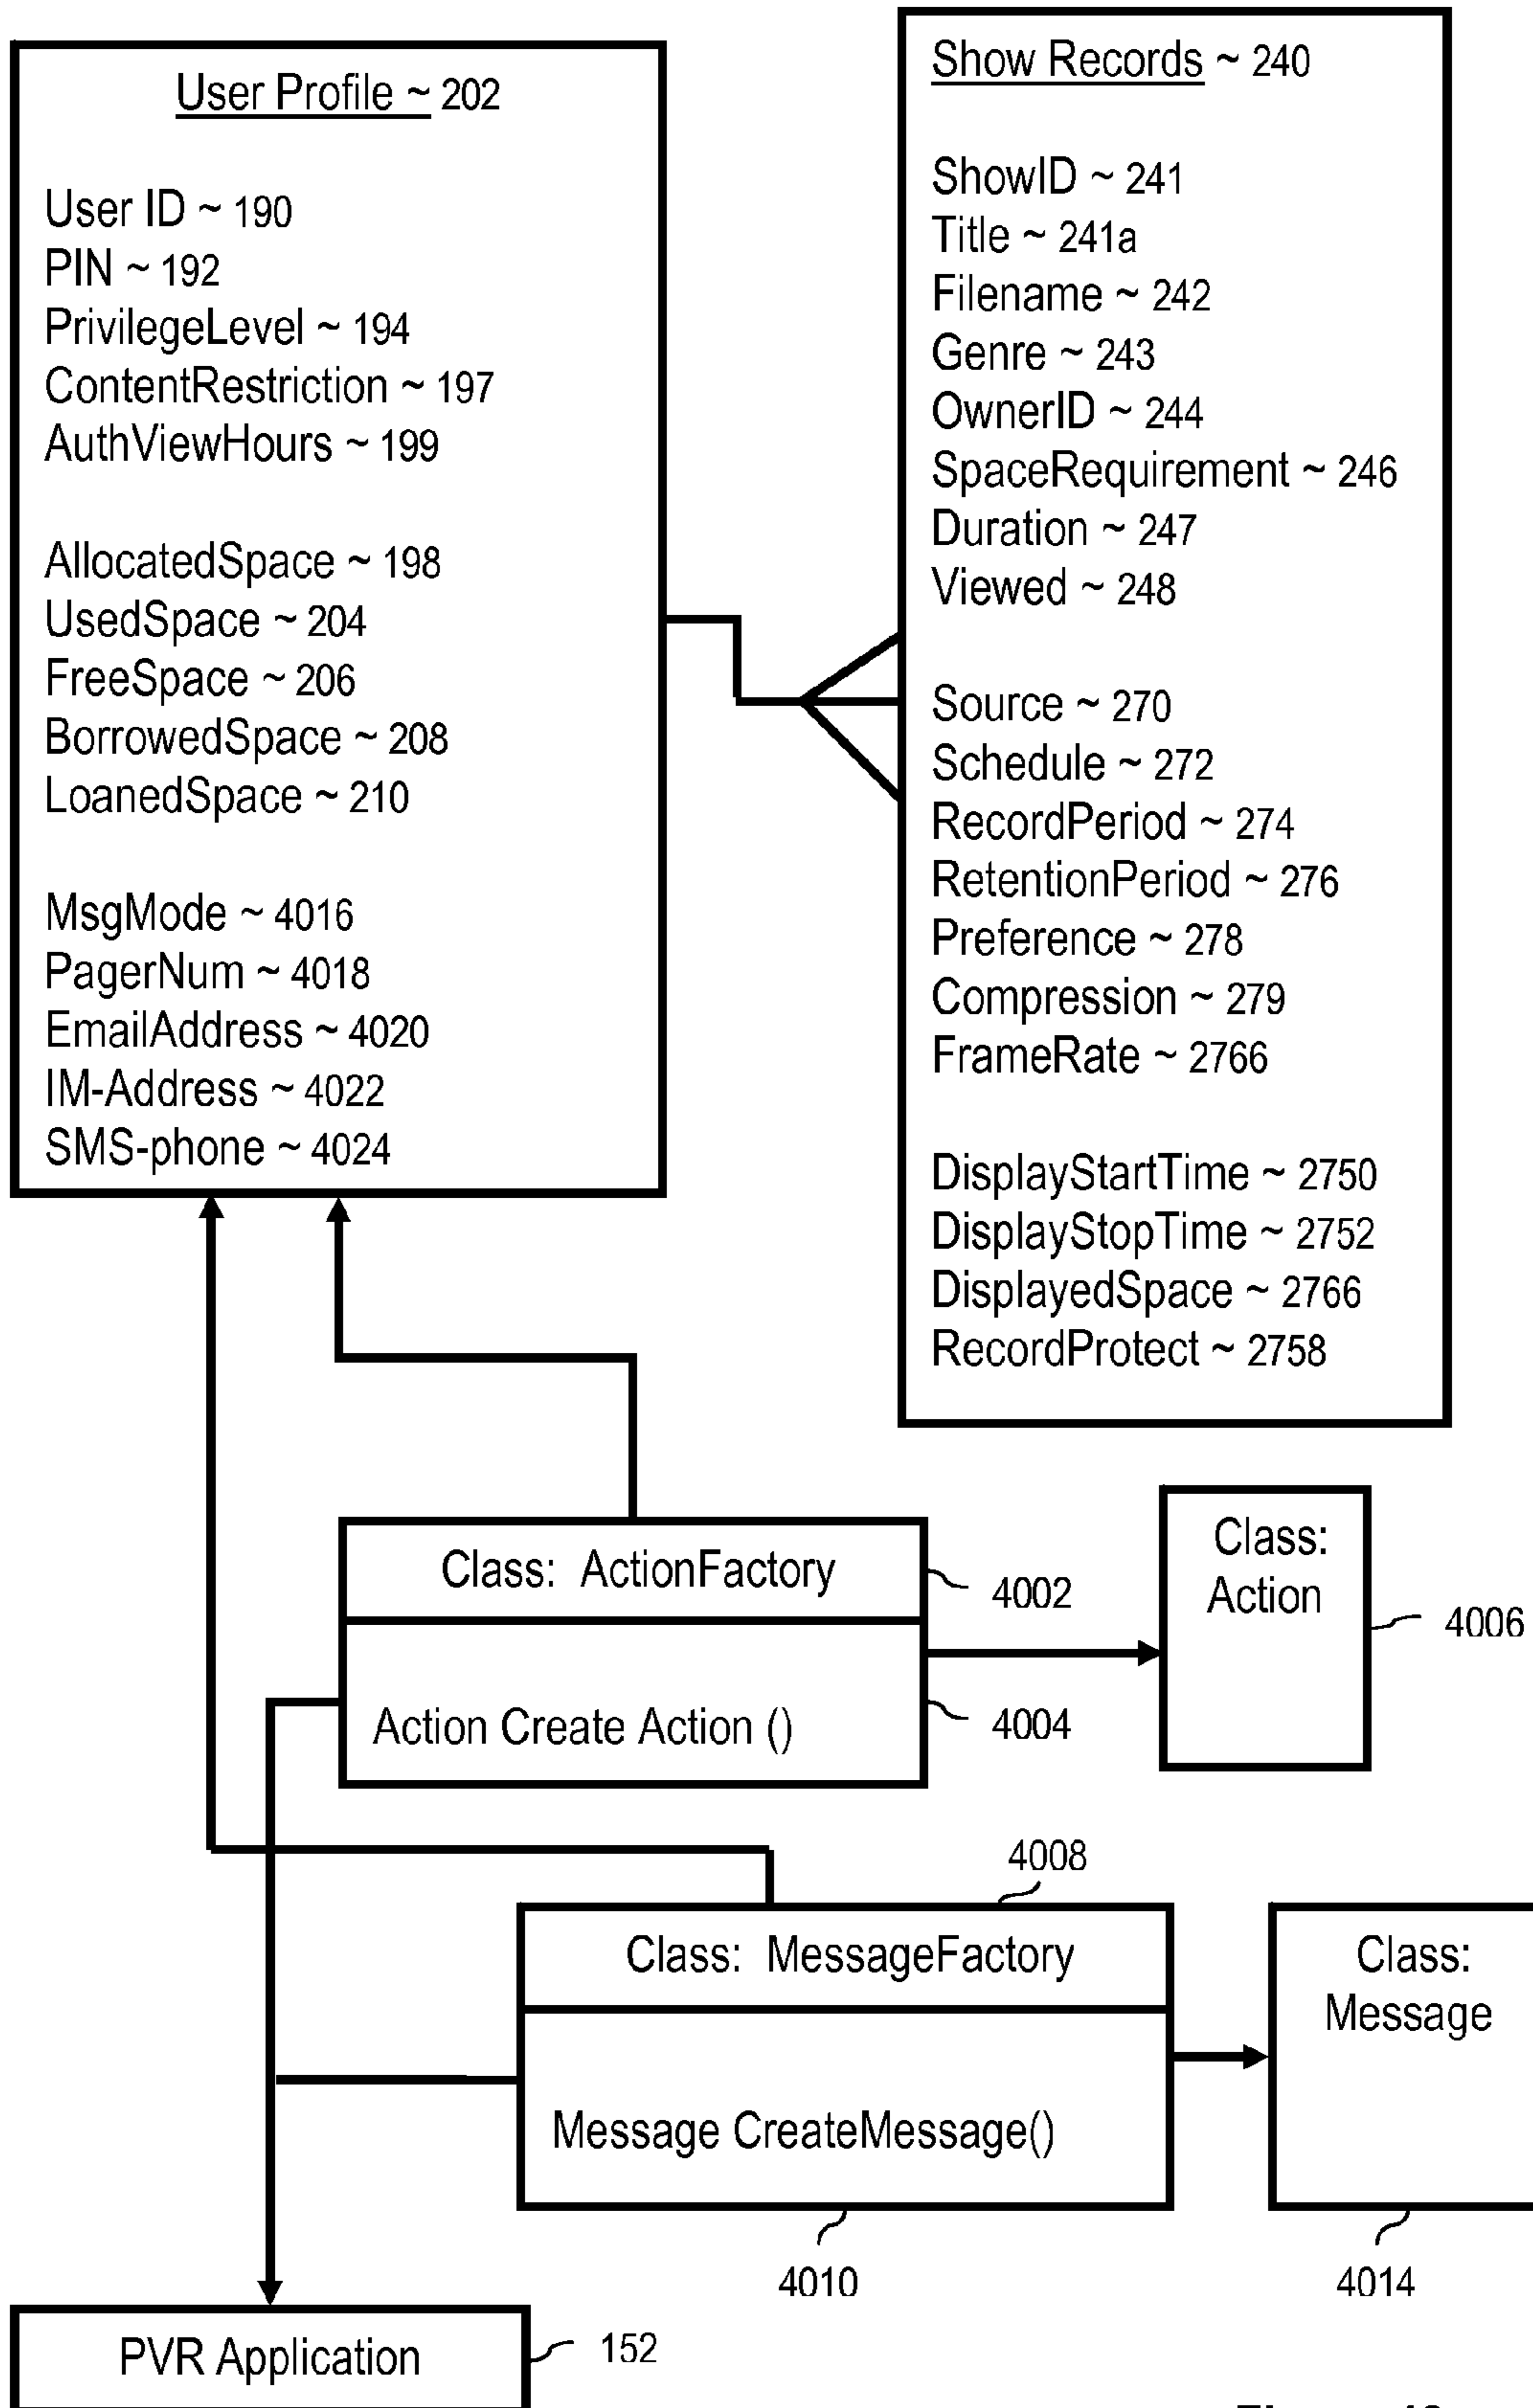 User Profile ~ 202
User ID ~ 190
PIN ~ 192
PrivilegeLevel ~ 194
ContentRestriction ~ 197
AuthViewHours ~ 199
AllocatedSpace ~ 198
UsedSpace ~ 204
FreeSpace ~ 206
BorrowedSpace ~ 208
LoanedSpace ~ 210
MsgMode ~ 4016
PagerNum ~ 4018
EmailAddress ~ 4020
IM-Address ~ 4022
SMS-phone ~ 4024
Show Records ~ 240
ShowID ~ 241
Title ~ 241a
Filename ~ 242
Genre ~ 243
OwnerID ~ 244
SpaceRequirement ~ 246
Duration ~ 247
Viewed ~ 248
Source ~ 270
Schedule ~ 272
RecordPeriod ~ 274
RetentionPeriod ~ 276
Preference ~ 278
Compression ~ 279
FrameRate ~ 2766
DisplayStartTime ~ 2750
DisplayStopTime ~ 2752
DisplayedSpace ~ 2766
RecordProtect ~ 2758
Class: ActionFactory
4002
Action Create Action ()
4004
Class:
Action
4006
4008
Class: MessageFactory
Message CreateMessage()
4010
Class:
Message
4014
PVR Application
152